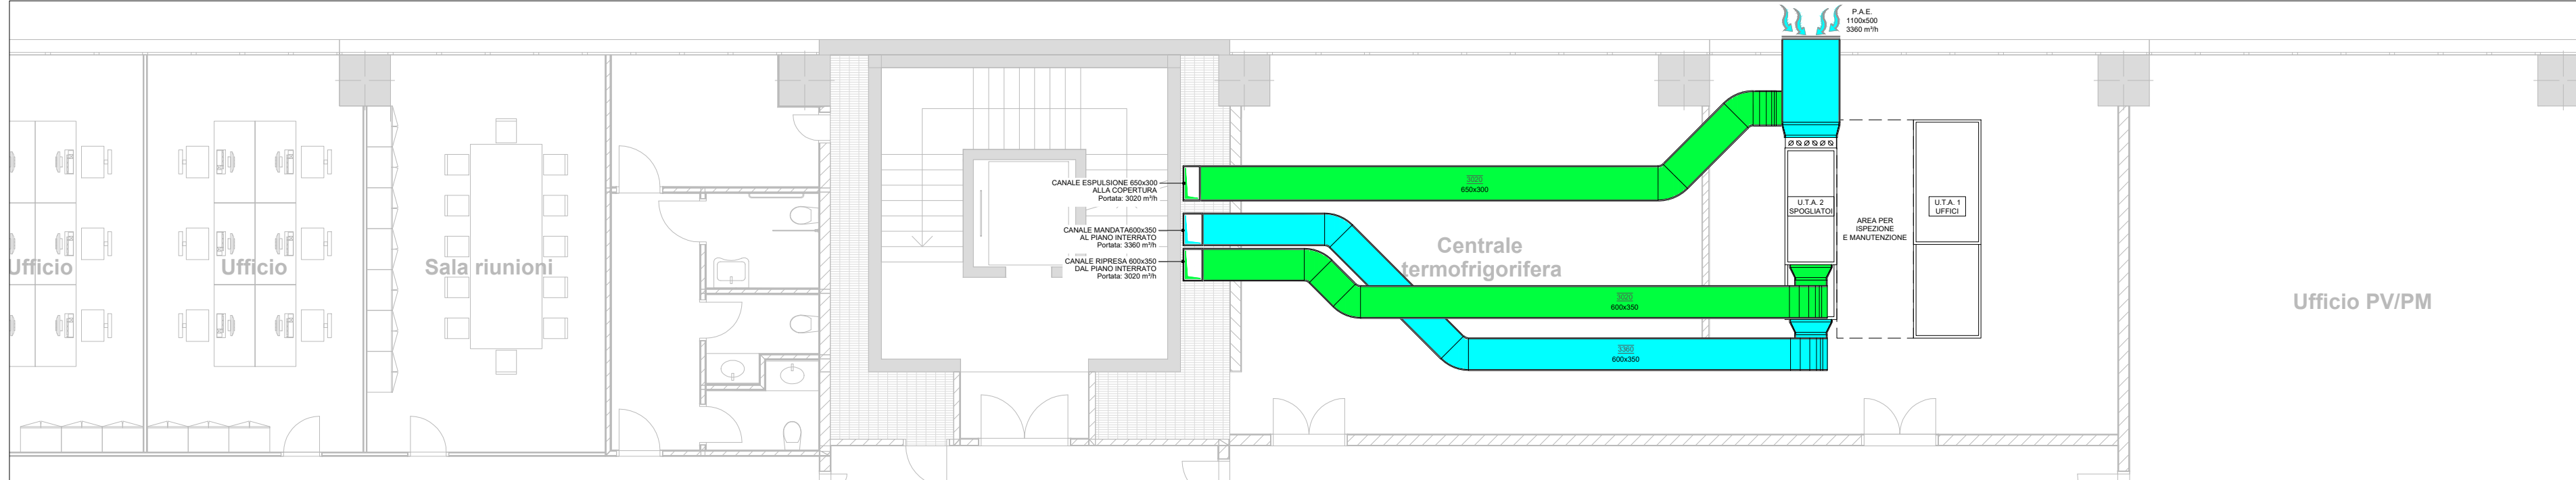 P.A.E.
1100x500
3360 m³/h
CANALE ESPULSIONE 650x300
ALLA COPERTURA
Portata: 3020 m³/h
3020
650x300
U.T.A. 2
SPOGLIATOI
U.T.A. 1
UFFICI
AREA PER
ISPEZIONE
E MANUTENZIONE
CANALE MANDATA600x350
AL PIANO INTERRATO
Portata: 3360 m³/h
CANALE RIPRESA 600x350
DAL PIANO INTERRATO
Portata: 3020 m³/h
Ufficio
Ufficio
Sala riunioni
Centrale
termofrigorifera
Ufficio PV/PM
3020
600x350
3360
600x350